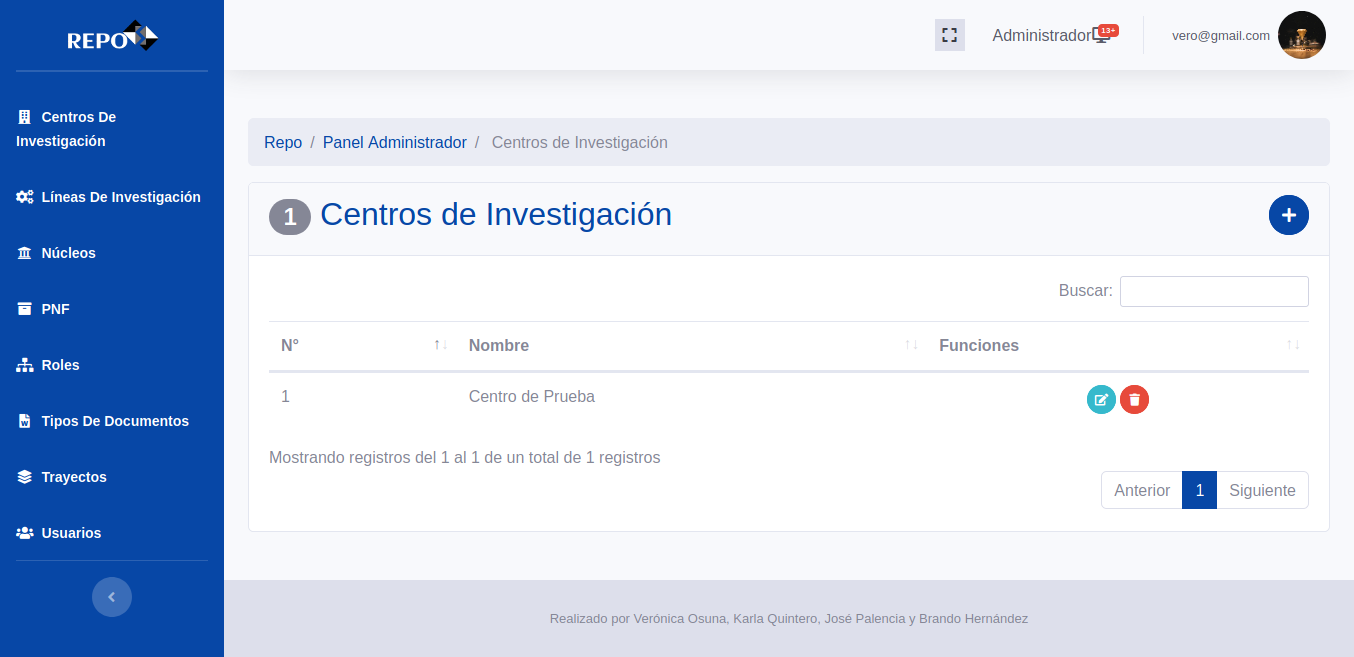 REPO
Administrador 13+
vero@gmail.com
Centros De
Investigación
Líneas De Investigación
Núcleos
PNF
Roles
Tipos De Documentos
Trayectos
Usuarios
Repo / Panel Administrador / Centros de Investigación
1 Centros de Investigación
Buscar:
N° Nombre Funciones
1 Centro de Prueba
Mostrando registros del 1 al 1 de un total de 1 registros
Anterior 1 Siguiente
Realizado por Verónica Osuna, Karla Quintero, José Palencia y Brando Hernández